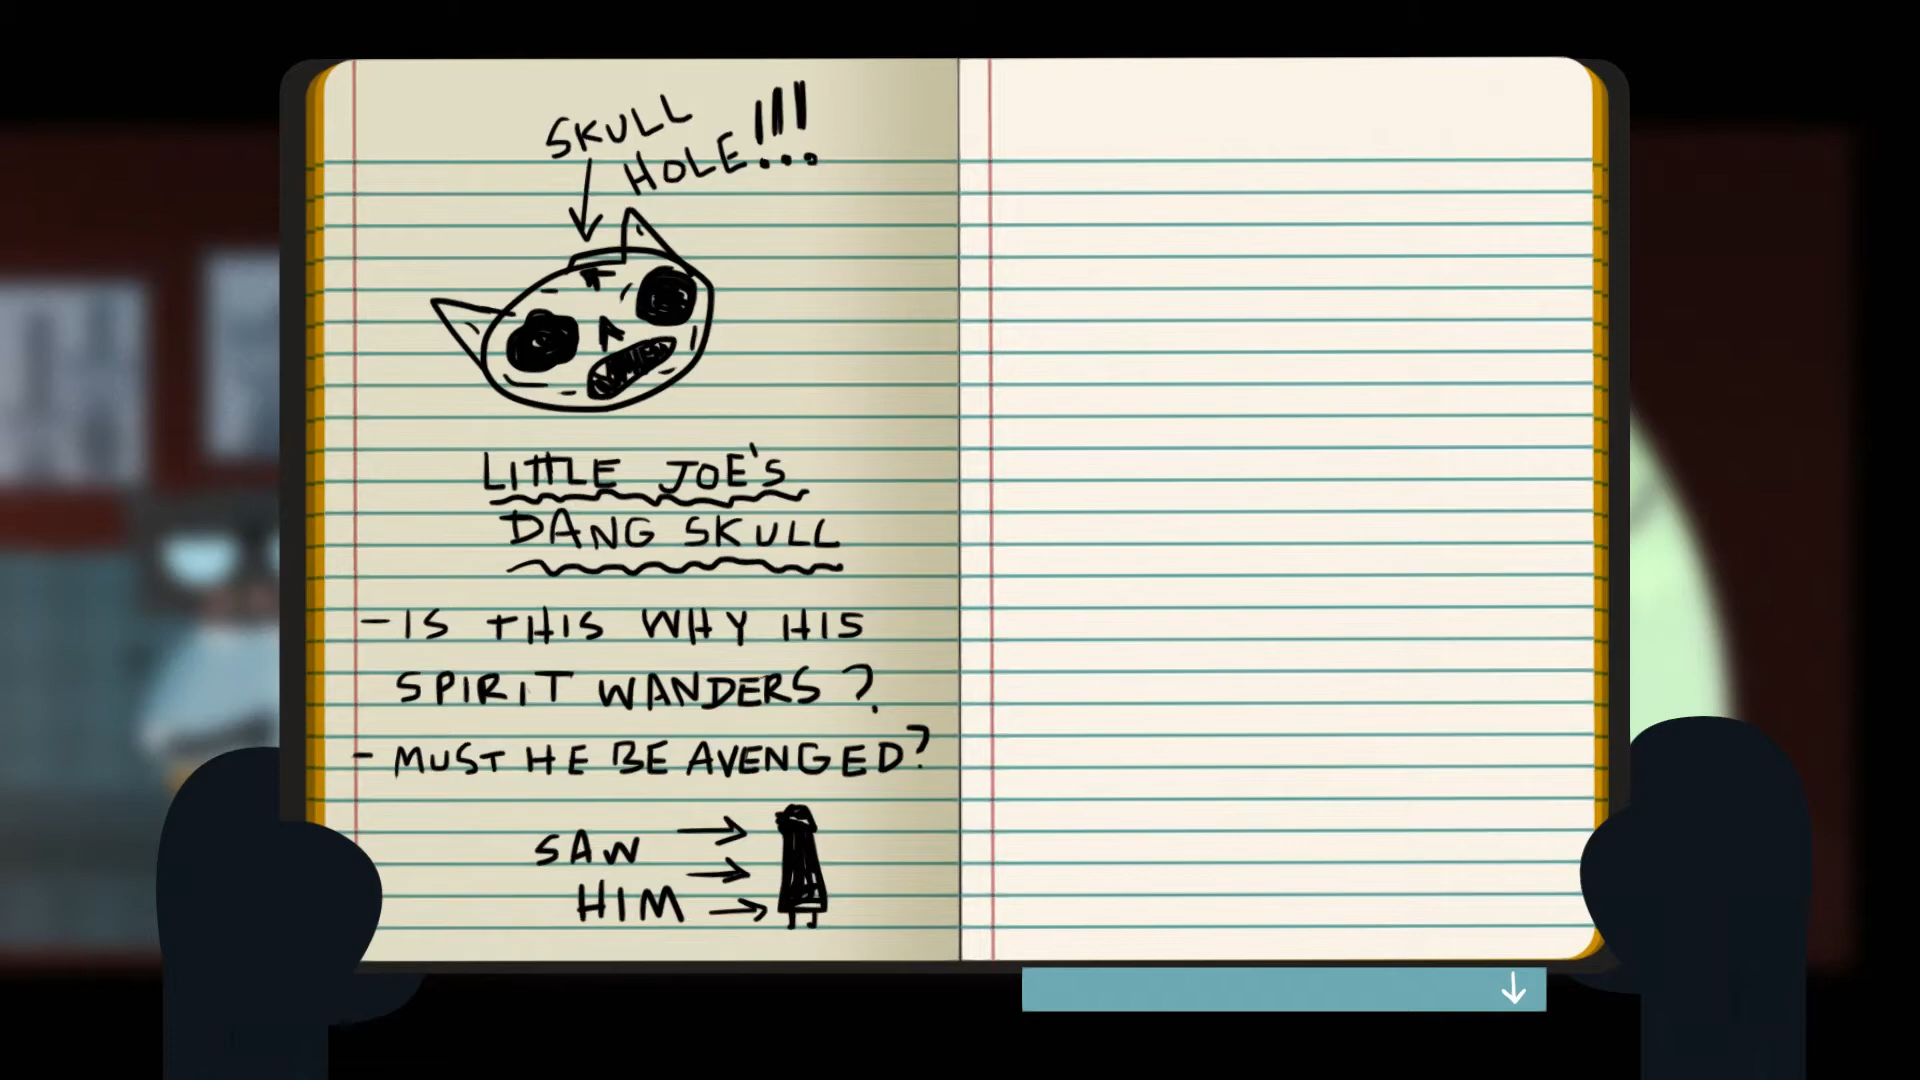 SKULL
HOLE!!!
LITTLE JOE'S
DANG SKULL
- IS THIS WHY HIS
SPIRIT WANDERS?
- MUST HE BE AVENGED?
SAW
HIM